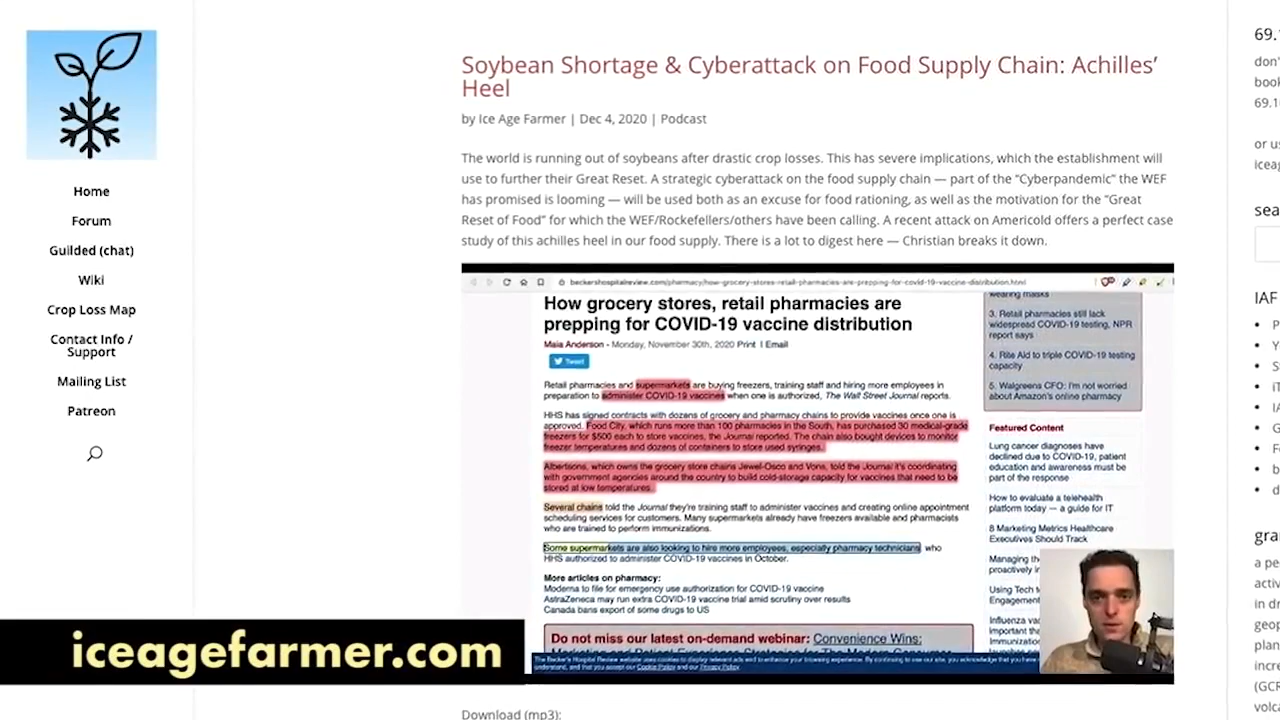 Home
Forum
Guilded (chat)
Wiki
Crop Loss Map
Contact Info /
Support
Mailing List
Patreon
Soybean Shortage & Cyberattack on Food Supply Chain: Achilles’
Heel
by Ice Age Farmer | Dec 4, 2020 | Podcast
The world is running out of soybeans after drastic crop losses. This has severe implications, which the establishment will
use to further their Great Reset. A strategic cyberattack on the food supply chain — part of the “Cyberpandemic” the WEF
has promised is looming — will be used both as an excuse for food rationing, as well as the motivation for the “Great
Reset of Food” for which the WEF/Rockefellers/others have been calling. A recent attack on Americold offers a perfect case
study of this achilles heel in our food supply. There is a lot to digest here — Christian breaks it down.
beckershospitalreview.com/pharmacy/how-grocery-stores-retail-pharmacies-are-prepping-for-covid-19-vaccine-distribution.html
How grocery stores, retail pharmacies are
prepping for COVID-19 vaccine distribution
Maia Anderson - Monday, November 30th, 2020 Print | Email
Tweet
Retail pharmacies and supermarkets are buying freezers, training staff and hiring more employees in
preparation to administer COVID-19 vaccines when one is authorized, The Wall Street Journal reports.
HHS has signed contracts with dozens of grocery and pharmacy chains to provide vaccines once one is
approved. Food City, which runs more than 100 pharmacies in the South, has purchased 30 medical-grade
freezers for $500 each to store vaccines, the Journal reported. The chain also bought devices to monitor
freezer temperatures and dozens of containers to store used syringes.
Albertsons, which owns the grocery store chains Jewel-Osco and Vons, told the Journal it's coordinating
with government agencies around the country to build cold-storage capacity for vaccines that need to be
stored at low temperatures.
Several chains told the Journal they're training staff to administer vaccines and creating online appointment
scheduling services for customers. Many supermarkets already have freezers available and pharmacists
who are trained to perform immunizations.
Some supermarkets are also looking to hire more employees, especially pharmacy technicians, who
HHS authorized to administer COVID-19 vaccines in October.
More articles on pharmacy:
Moderna to file for emergency use authorization for COVID-19 vaccine
AstraZeneca may run extra COVID-19 vaccine trial amid scrutiny over results
Canada bans export of some drugs to US
Do not miss our latest on-demand webinar: Convenience Wins:
wearing masks
3. Retail pharmacies still lack
widespread COVID-19 testing, NPR
report says
4. Rite Aid to triple COVID-19 testing
capacity
5. Walgreens CFO: I'm not worried
about Amazon's online pharmacy
Featured Content
Lung cancer diagnoses have
declined due to COVID-19, patient
education and awareness must be
part of the response
How to evaluate a telehealth
platform today — a guide for IT
8 Marketing Metrics Healthcare
Executives Should Track
Managing the
proactively
Using Tech
Engagement
Influenza
important
Immunization
Download (mp3):
iceagefarmer.com
69.
don'
book
69.1
or us
iceag
sea
IAF
gra
a pe
activ
in dr
geop
plan
incre
(GCR
volca